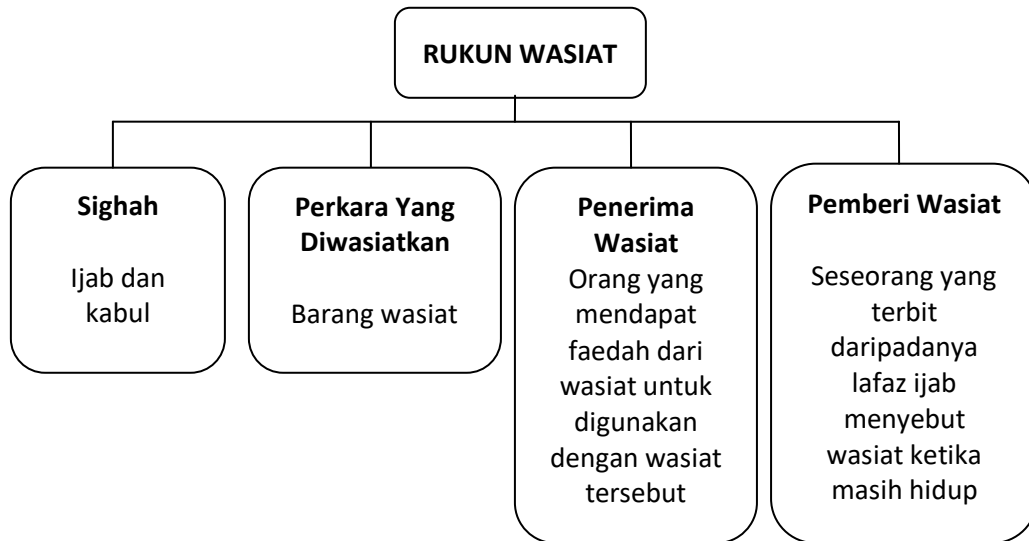 RUKUN WASIAT
Sighah
Ijab dan
kabul
Perkara Yang
Diwasiatkan
Barang wasiat
Penerima
Wasiat
Orang yang
mendapat
faedah dari
wasiat untuk
digunakan
dengan wasiat
tersebut
Pemberi Wasiat
Seseorang yang
terbit
daripadanya
lafaz ijab
menyebut
wasiat ketika
masih hidup